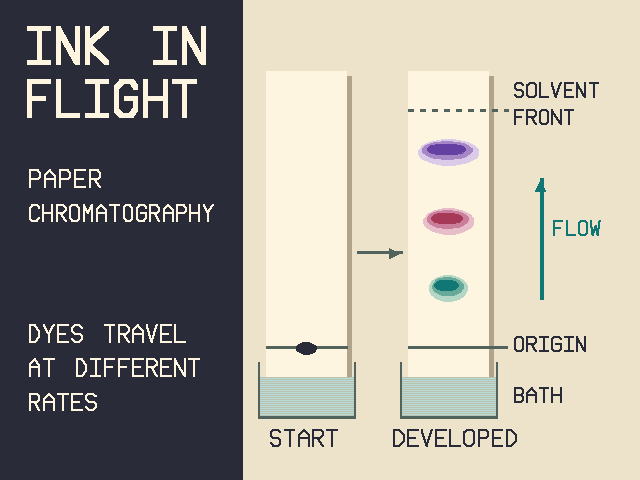 INK IN
FLIGHT
PAPER
CHROMATOGRAPHY
DYES TRAVEL
AT DIFFERENT
RATES
SOLVENT
FRONT
FLOW
ORIGIN
BATH
START
DEVELOPED